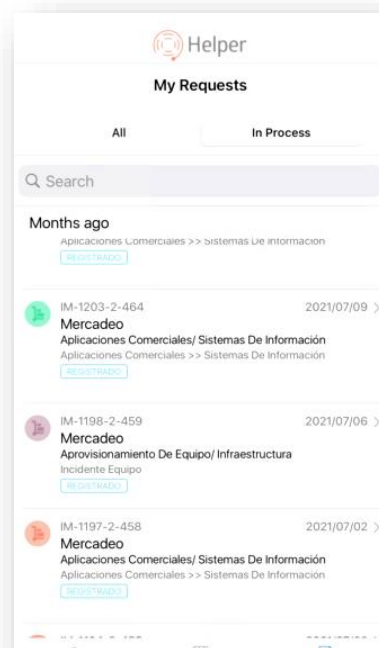 Helper
My Requests
All
In Process
Search
Months ago
Aplicaciones Comerciales >> Sistemas De Información
REGISTRADO
IM-1203-2-464
2021/07/09
Mercadeo
Aplicaciones Comerciales/ Sistemas De Información
Aplicaciones Comerciales >> Sistemas De Información
REGISTRADO
IM-1198-2-459
2021/07/06
Mercadeo
Aprovisionamiento De Equipo/ Infraestructura
Incidente Equipo
REGISTRADO
IM-1197-2-458
2021/07/02
Mercadeo
Aplicaciones Comerciales/ Sistemas De Información
Aplicaciones Comerciales >> Sistemas De Información
REGISTRADO